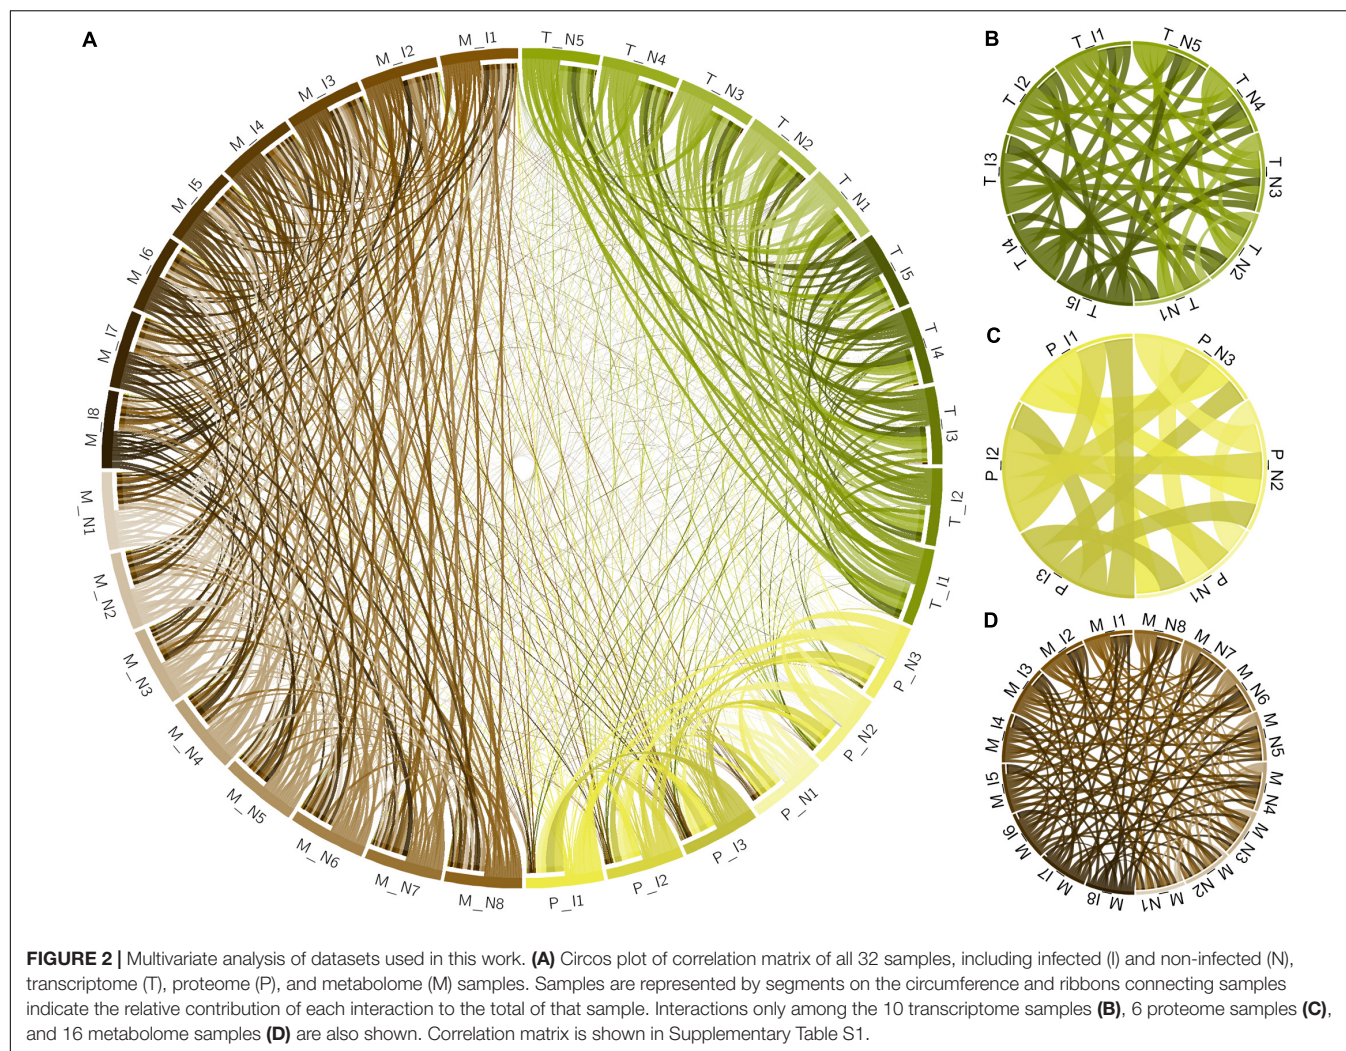 A
M_I1
M_I2
M_I3
M_I4
M_I5
M_I6
M_I7
M_I8
M_N1
M_N2
M_N3
M_N4
M_N5
M_N6
M_N7
M_N8
P_I1
P_I2
P_I3
P_N1
P_N2
P_N3
T_I1
T_I2
T_I3
T_I4
T_I5
T_N1
T_N2
T_N3
T_N4
T_N5
B
T_I1
T_I2
T_I3
T_I4
T_I5
T_N1
T_N2
T_N3
T_N4
T_N5
C
P_I1
P_I2
P_I3
P_N1
P_N2
P_N3
D
M_I1
M_I2
M_I3
M_I4
M_I5
M_I6
M_I7
M_I8
M_N1
M_N2
M_N3
M_N4
M_N5
M_N6
M_N7
M_N8
FIGURE 2 | Multivariate analysis of datasets used in this work. (A) Circos plot of correlation matrix of all 32 samples, including infected (I) and non-infected (N),
transcriptome (T), proteome (P), and metabolome (M) samples. Samples are represented by segments on the circumference and ribbons connecting samples
indicate the relative contribution of each interaction to the total of that sample. Interactions only among the 10 transcriptome samples (B), 6 proteome samples (C),
and 16 metabolome samples (D) are also shown. Correlation matrix is shown in Supplementary Table S1.